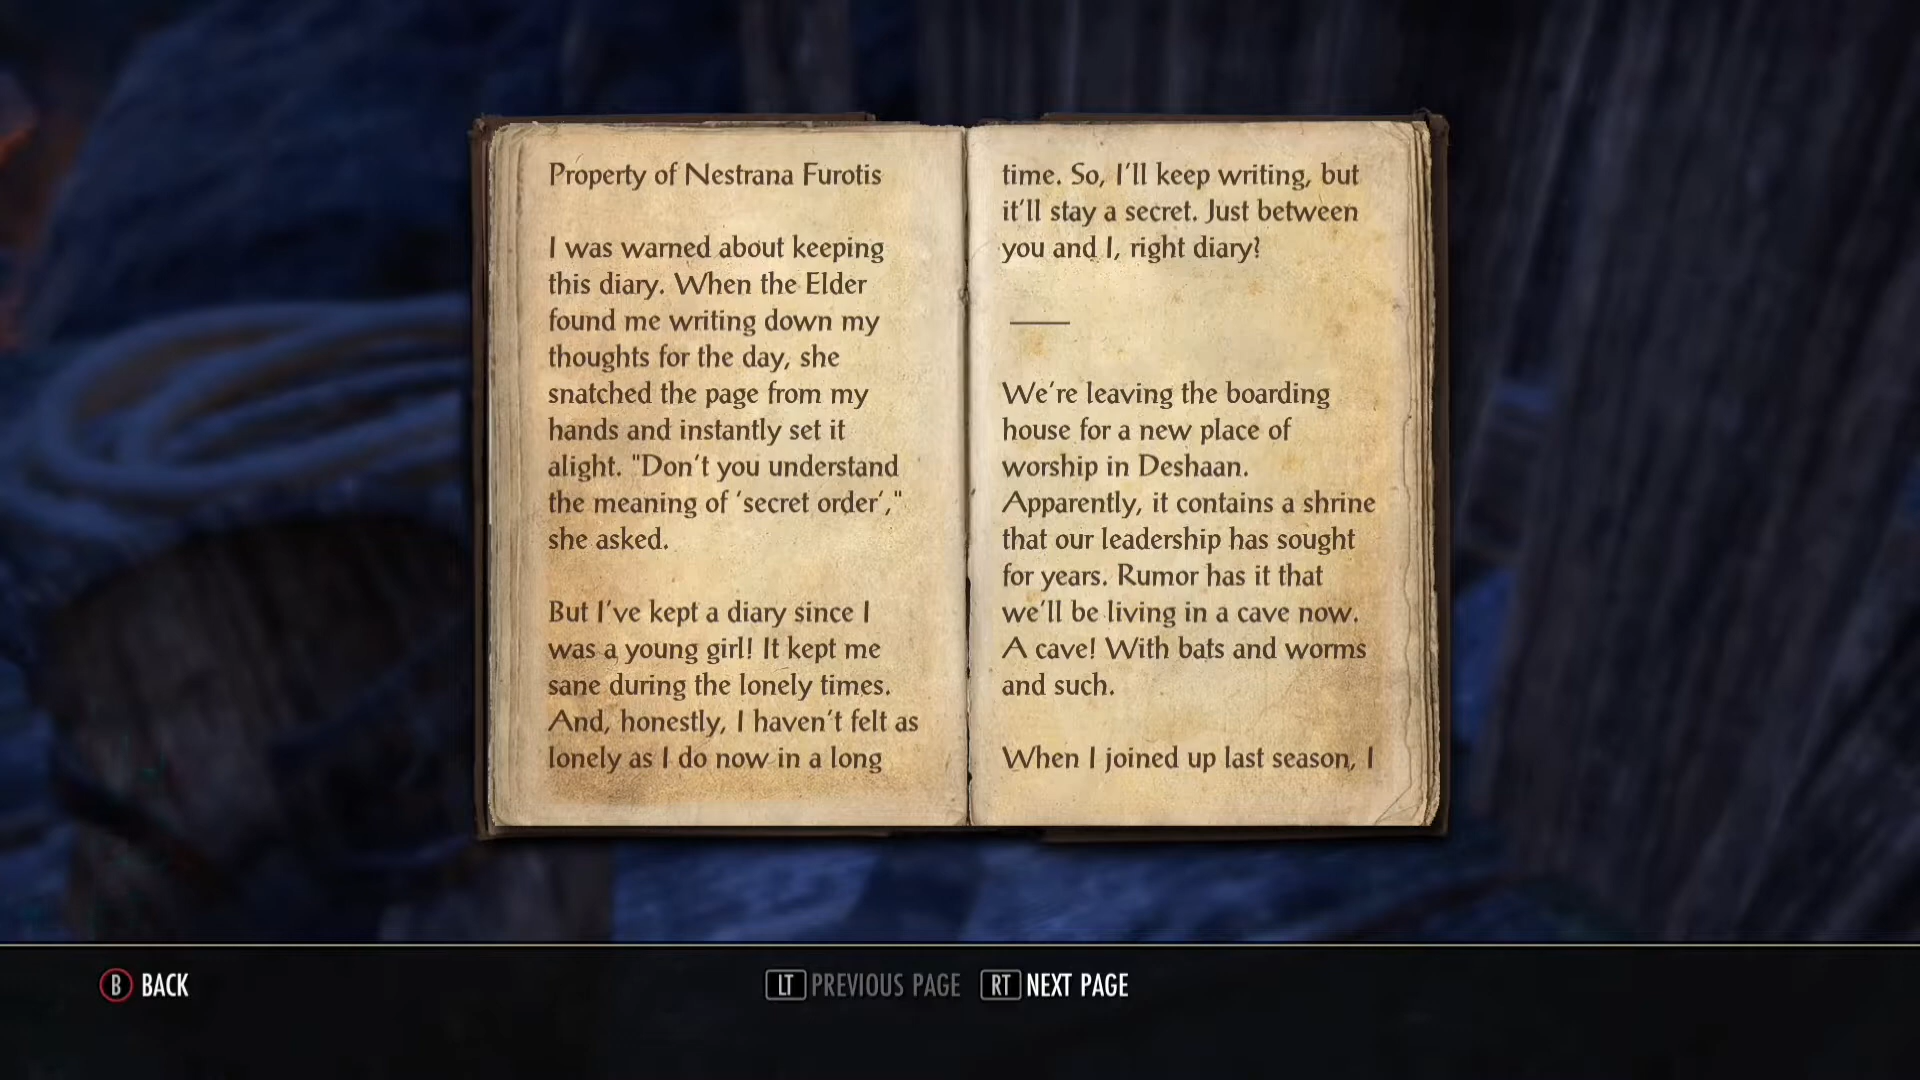 Property of Nestrana Furotis
I was warned about keeping
this diary. When the Elder
found me writing down my
thoughts for the day, she
snatched the page from my
hands and instantly set it
alight. "Don't you understand
the meaning of 'secret order',"
she asked.
But I've kept a diary since I
was a young girl! It kept me
sane during the lonely times.
And, honestly, I haven't felt as
lonely as I do now in a long
time. So, I'll keep writing, but
it'll stay a secret. Just between
you and I, right diary?
We're leaving the boarding
house for a new place of
worship in Deshaan.
Apparently, it contains a shrine
that our leadership has sought
for years. Rumor has it that
we'll be living in a cave now.
A cave! With bats and worms
and such.
When I joined up last season, I
B BACK
LT PREVIOUS PAGE RT NEXT PAGE